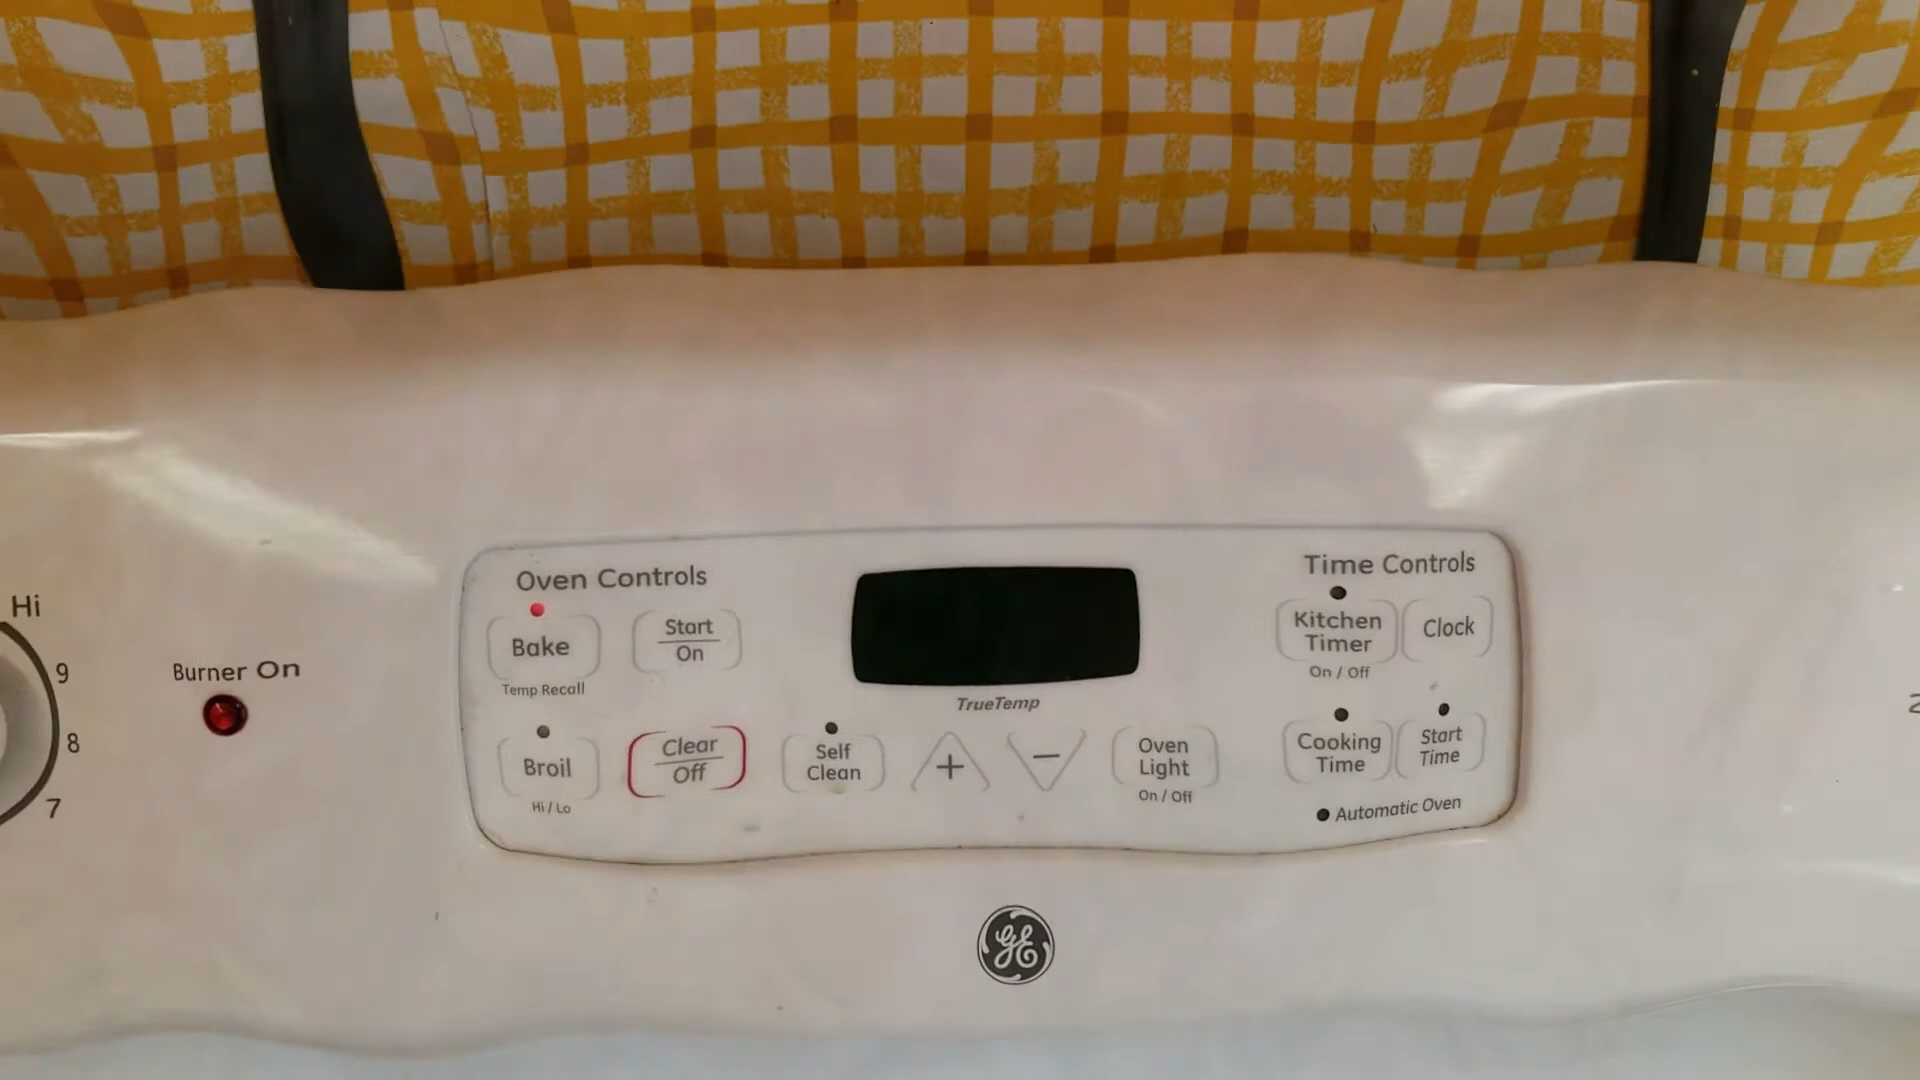 Hi
9
8
7
Burner On
Oven Controls
Bake
Temp Recall
Start
On
Broil
Hi / Lo
Clear
Off
Self
Clean
TrueTemp
+
−
Oven
Light
On / Off
Time Controls
Kitchen
Timer
On / Off
Clock
Cooking
Time
Start
Time
Automatic Oven
GE